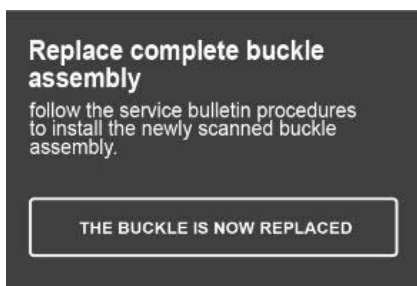 Replace complete buckle
assembly
follow the service bulletin procedures
to install the newly scanned buckle
assembly.
THE BUCKLE IS NOW REPLACED